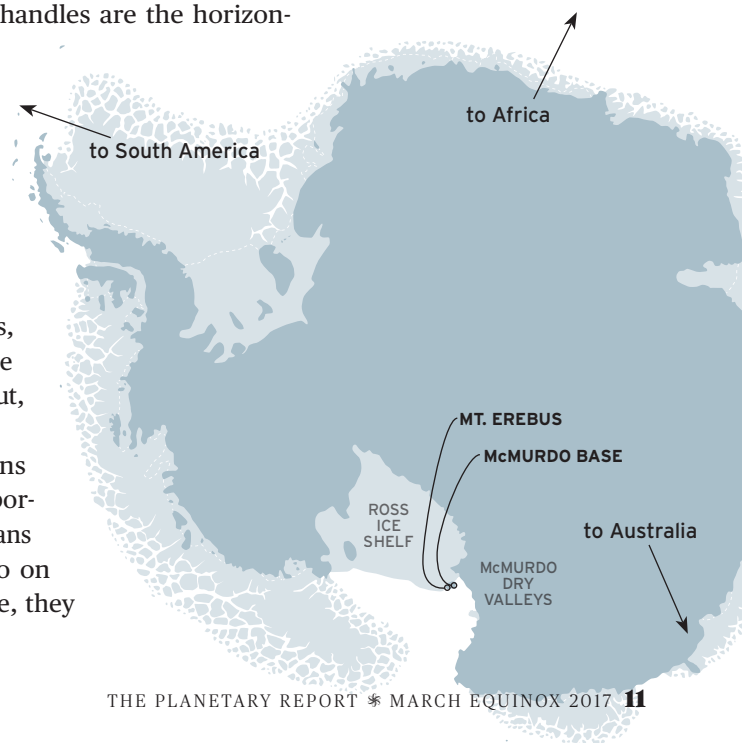 handles are the horizon-
to Africa
to South America
s,
e
ut,
ns
por-
ans
o on
e, they
MT. EREBUS
McMURDO BASE
ROSS
ICE
SHELF
to Australia
McMURDO
DRY
VALLEYS
THE PLANETARY REPORT * MARCH EQUINOX 2017 11